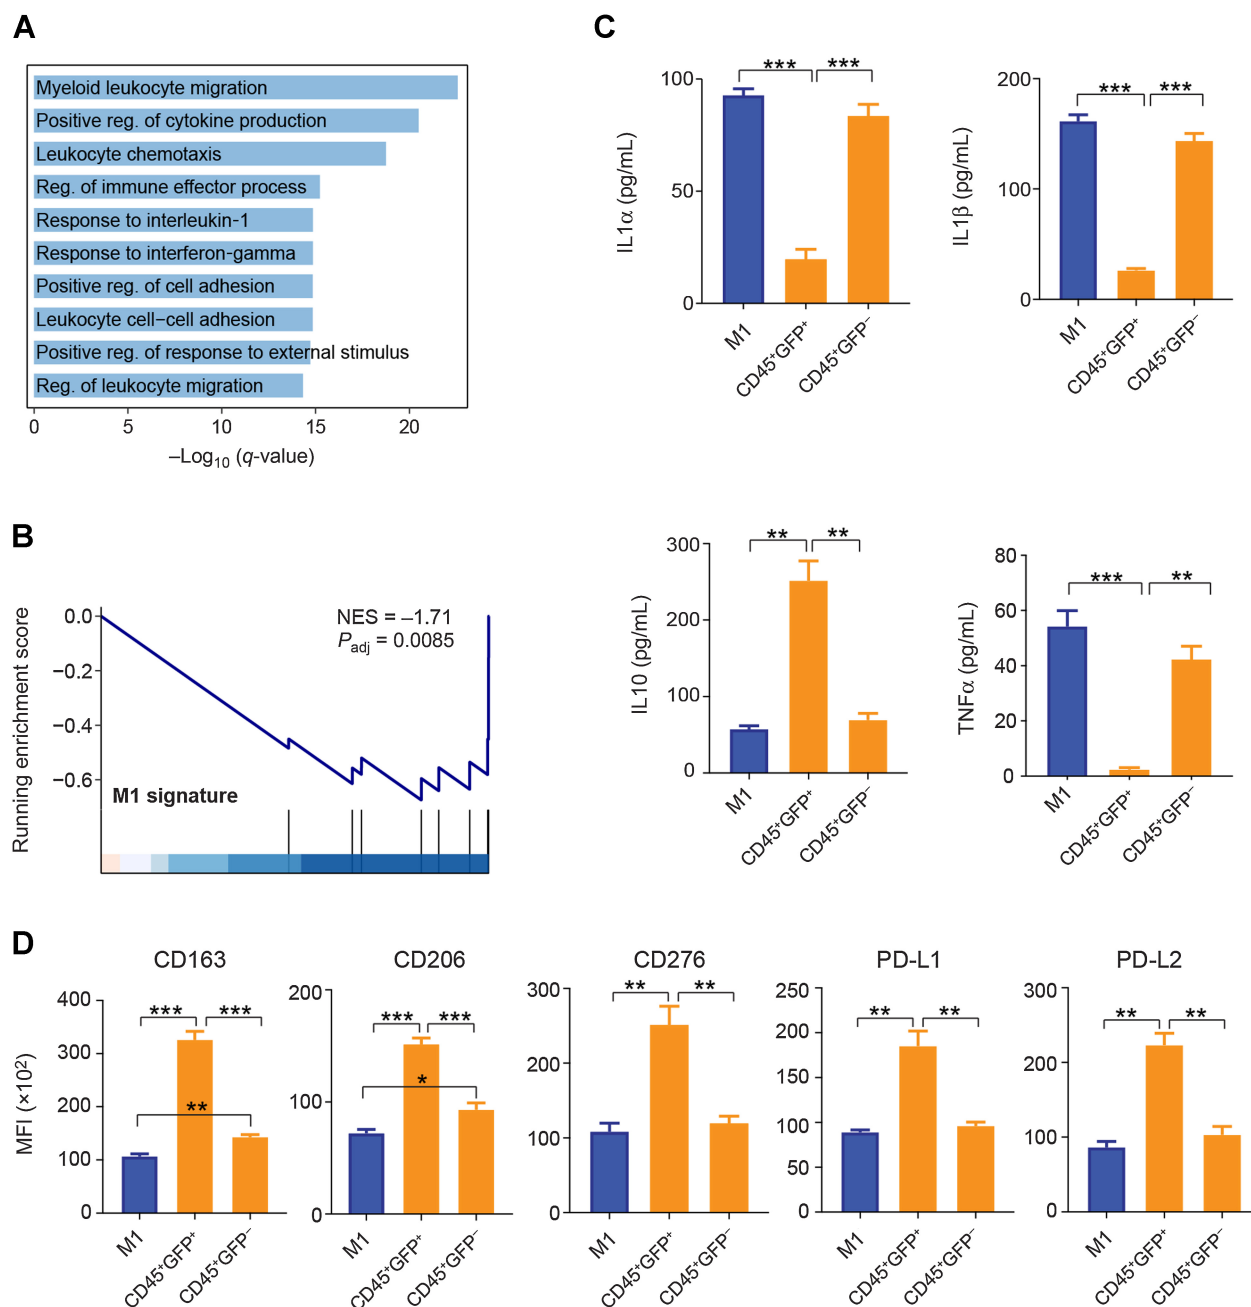 A
Myeloid leukocyte migration
Positive reg. of cytokine production
Leukocyte chemotaxis
Reg. of immune effector process
Response to interleukin-1
Response to interferon-gamma
Positive reg. of cell adhesion
Leukocyte cell–cell adhesion
Positive reg. of response to external stimulus
Reg. of leukocyte migration
0 5 10 15 20
–Log₁₀ (q-value)
B
Running enrichment score
0.0
−0.2
−0.4
−0.6
NES = –1.71
Padj = 0.0085
M1 signature
C
IL1α (pg/mL)
100
50
0
*** ***
M1 CD45⁺GFP⁺ CD45⁺GFP⁻
IL1β (pg/mL)
200
100
0
*** ***
M1 CD45⁺GFP⁺ CD45⁺GFP⁻
IL10 (pg/mL)
300
200
100
0
** **
M1 CD45⁺GFP⁺ CD45⁺GFP⁻
TNFα (pg/mL)
80
60
40
20
0
*** **
M1 CD45⁺GFP⁺ CD45⁺GFP⁻
D
MFI (×10²)
CD163
400
300
200
100
0
*** ***
**
M1 CD45⁺GFP⁺ CD45⁺GFP⁻
CD206
200
100
0
*** ***
*
M1 CD45⁺GFP⁺ CD45⁺GFP⁻
CD276
300
200
100
0
** **
M1 CD45⁺GFP⁺ CD45⁺GFP⁻
PD-L1
250
200
150
100
50
0
** **
M1 CD45⁺GFP⁺ CD45⁺GFP⁻
PD-L2
300
200
100
0
** **
M1 CD45⁺GFP⁺ CD45⁺GFP⁻